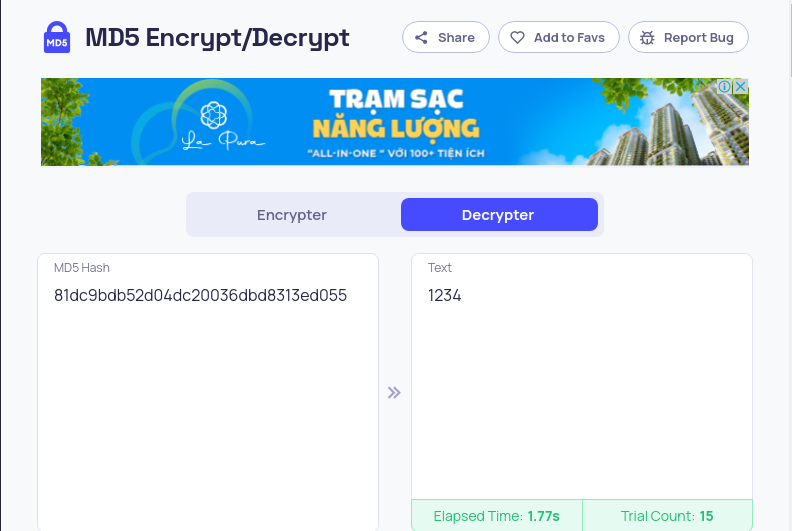 MD5
MD5 Encrypt/Decrypt
Share
Add to Favs
Report Bug
La Pura
TRẠM SẠC
NĂNG LƯỢNG
"ALL-IN-ONE " VỚI 100+ TIỆN ÍCH
Encrypter
Decrypter
MD5 Hash
81dc9bdb52d04dc20036dbd8313ed055
Text
1234
Elapsed Time: 1.77s
Trial Count: 15